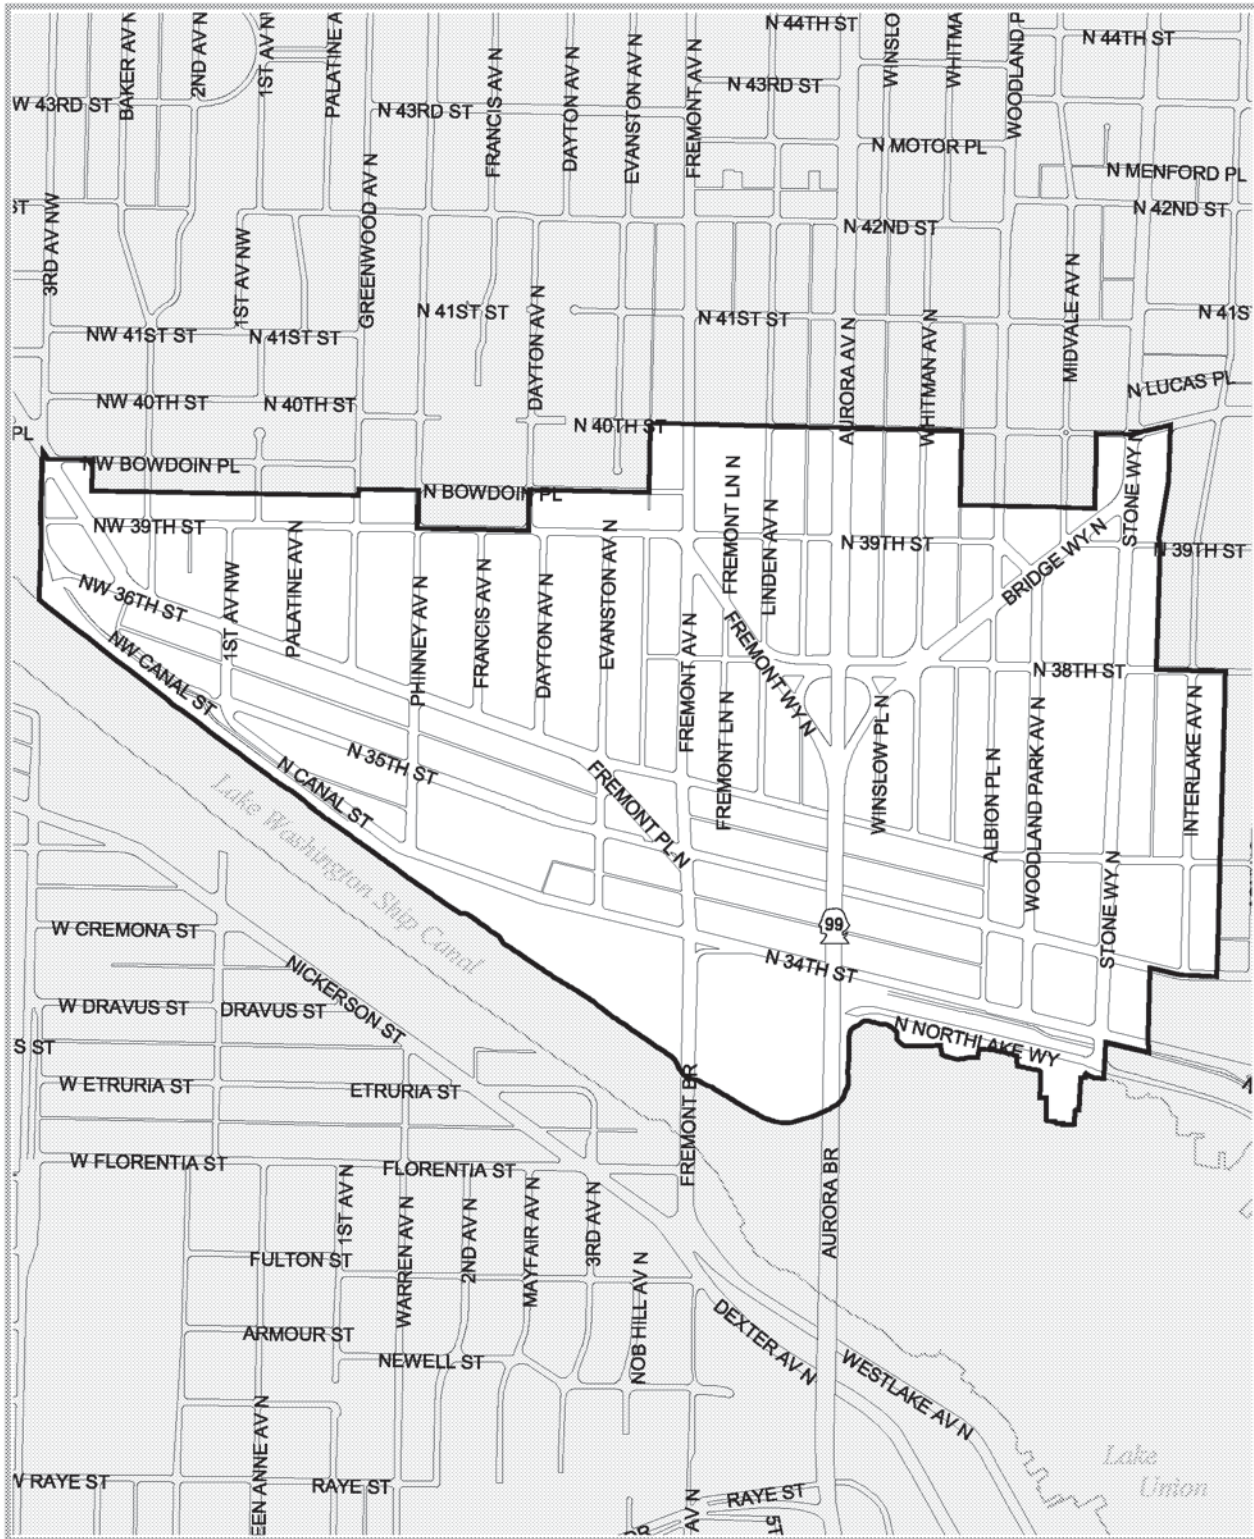 N 44TH ST
N 44TH ST
BAKER AV N
2ND AV N
1ST AV N
PALATINE A
FRANCIS AV N
DAYTON AV N
EVANSTON AV N
FREMONT AV N
WINSLO
WHITMA
WOODLAND P
W 43RD ST
N 43RD ST
N 43RD ST
N MOTOR PL
N MENFORD PL
ST
3RD AV NW
1ST AV NW
GREENWOOD AV N
N 42ND ST
N 42ND ST
MIDVALE AV N
NW 41ST ST
N 41ST ST
N 41ST ST
DAYTON AV N
N 41ST ST
AURORA AV N
WHITMAN AV N
N 41S
N LUCAS PL
NW 40TH ST
N 40TH ST
N 40TH ST
PL
NW BOWDOIN PL
N BOWDOIN PL
STONE WY N
NW 39TH ST
PALATINE AV N
EVANSTON AV N
FREMONT LN N
LINDEN AV N
N 39TH ST
BRIDGE WY N
N 39TH ST
NW 36TH ST
1ST AV NW
PHINNEY AV N
FRANCIS AV N
DAYTON AV N
FREMONT AV N
FREMONT WY N
N 38TH ST
NW CANAL ST
N 35TH ST
N CANAL ST
FREMONT PL N
FREMONT LN N
WINSLOW PL N
ALBION PL N
WOODLAND PARK AV N
INTERLAKE AV N
STONE WY N
Lake Washington Ship Canal
99
W CREMONA ST
NICKERSON ST
N 34TH ST
W DRAVUS ST
DRAVUS ST
N NORTHLAKE WY
S ST
W ETRURIA ST
ETRURIA ST
FREMONT BR
W FLORENTIA ST
FLORENTIA ST
AURORA BR
1ST AV N
WARREN AV N
2ND AV N
MAYFAIR AV N
3RD AV N
NOB HILL AV N
FULTON ST
ARMOUR ST
NEWELL ST
DEXTER AV N
WESTLAKE AV N
EEN ANNE AV N
W RAYE ST
RAYE ST
AV N
RAYE ST
5T
Lake
Union